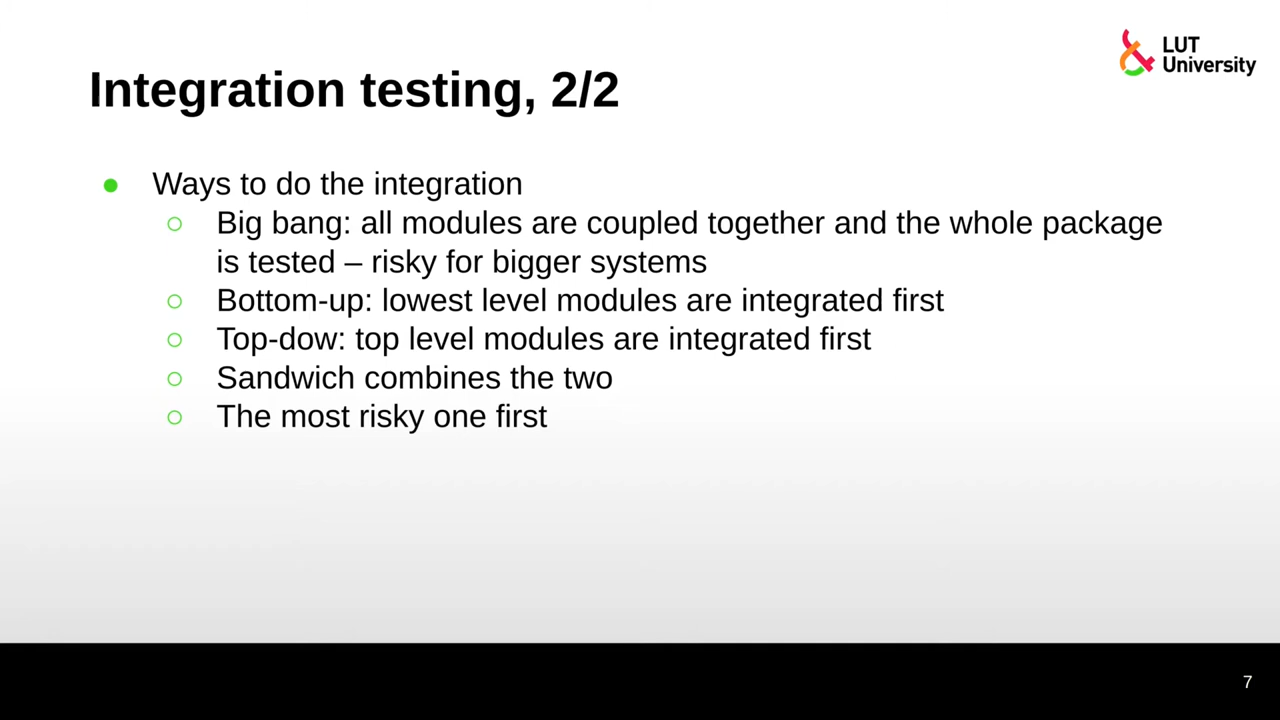 LUT
University
Integration testing, 2/2
● Ways to do the integration
○ Big bang: all modules are coupled together and the whole package
is tested – risky for bigger systems
○ Bottom-up: lowest level modules are integrated first
○ Top-dow: top level modules are integrated first
○ Sandwich combines the two
○ The most risky one first
7